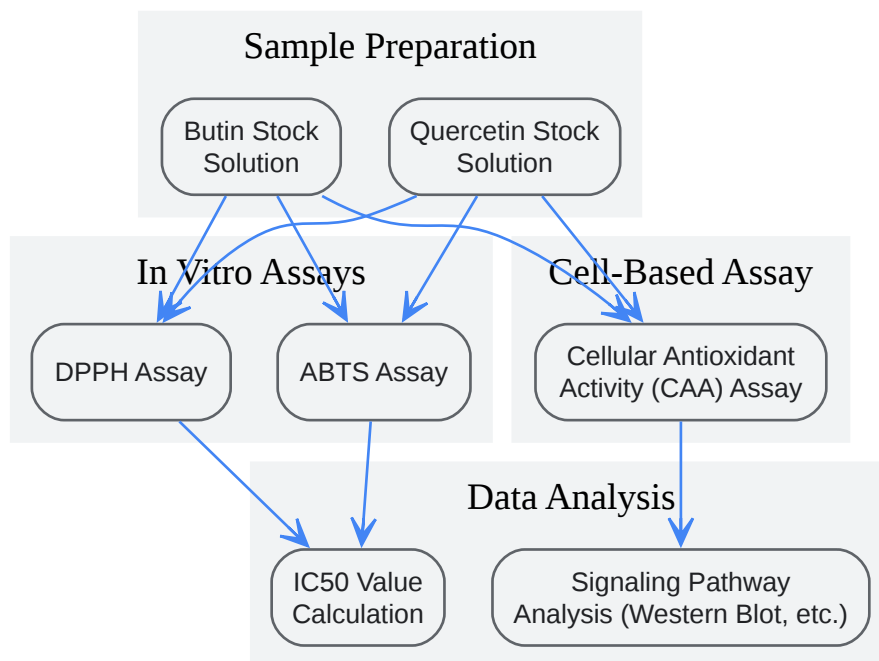 Sample Preparation
Butin Stock
Solution
Quercetin Stock
Solution
In Vitro Assays
Cell-Based Assay
DPPH Assay
ABTS Assay
Cellular Antioxidant
Activity (CAA) Assay
Data Analysis
IC50 Value
Calculation
Signaling Pathway
Analysis (Western Blot, etc.)